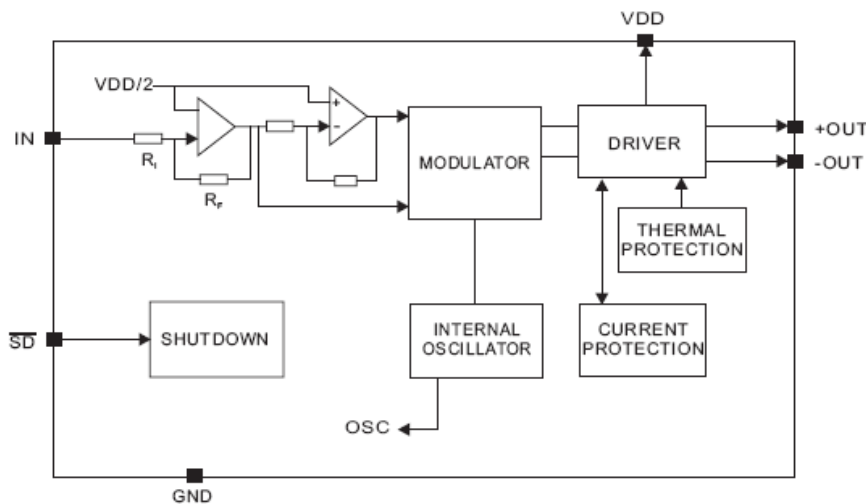 VDD
VDD/2
+
-
IN
RI
RF
MODULATOR
DRIVER
+OUT
-OUT
THERMAL
PROTECTION
SD
SHUTDOWN
INTERNAL
OSCILLATOR
CURRENT
PROTECTION
OSC
GND